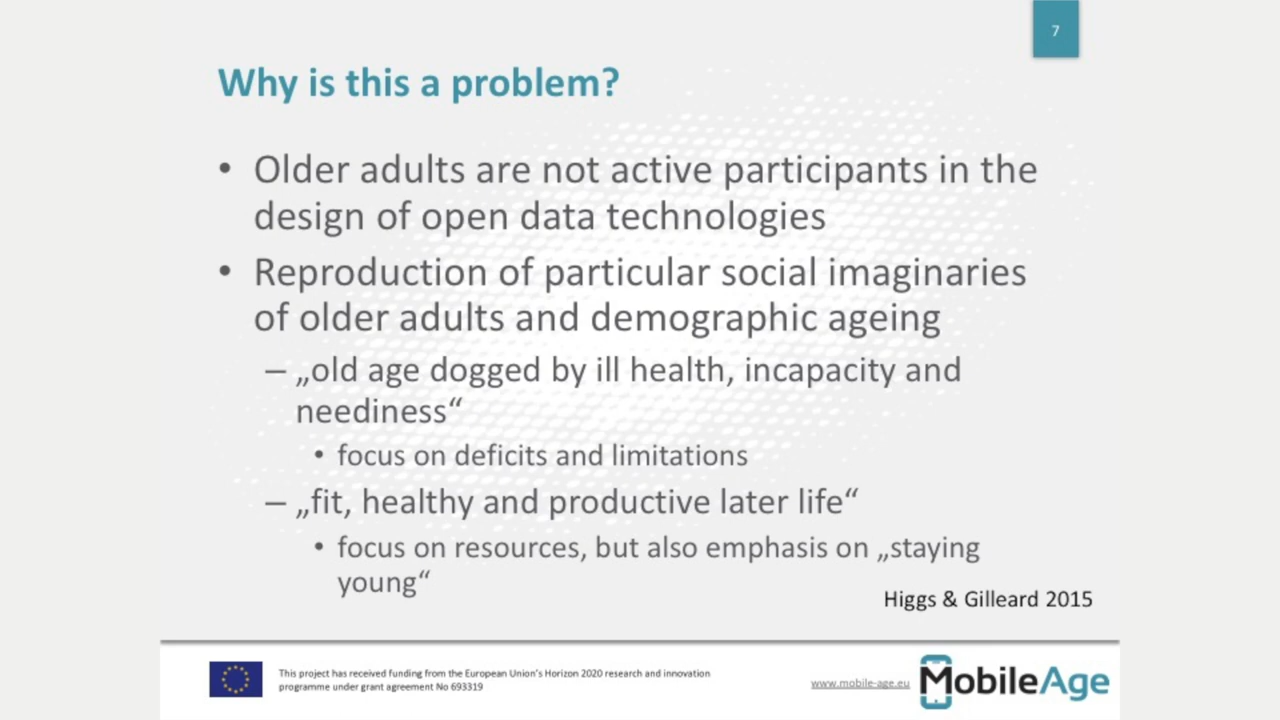 7
Why is this a problem?
• Older adults are not active participants in the
design of open data technologies
• Reproduction of particular social imaginaries
of older adults and demographic ageing
– „old age dogged by ill health, incapacity and
neediness“
• focus on deficits and limitations
– „fit, healthy and productive later life“
• focus on resources, but also emphasis on „staying
young“
Higgs & Gilleard 2015
This project has received funding from the European Union's Horizon 2020 research and innovation
programme under grant agreement No 693319
www.mobile-age.eu
MobileAge